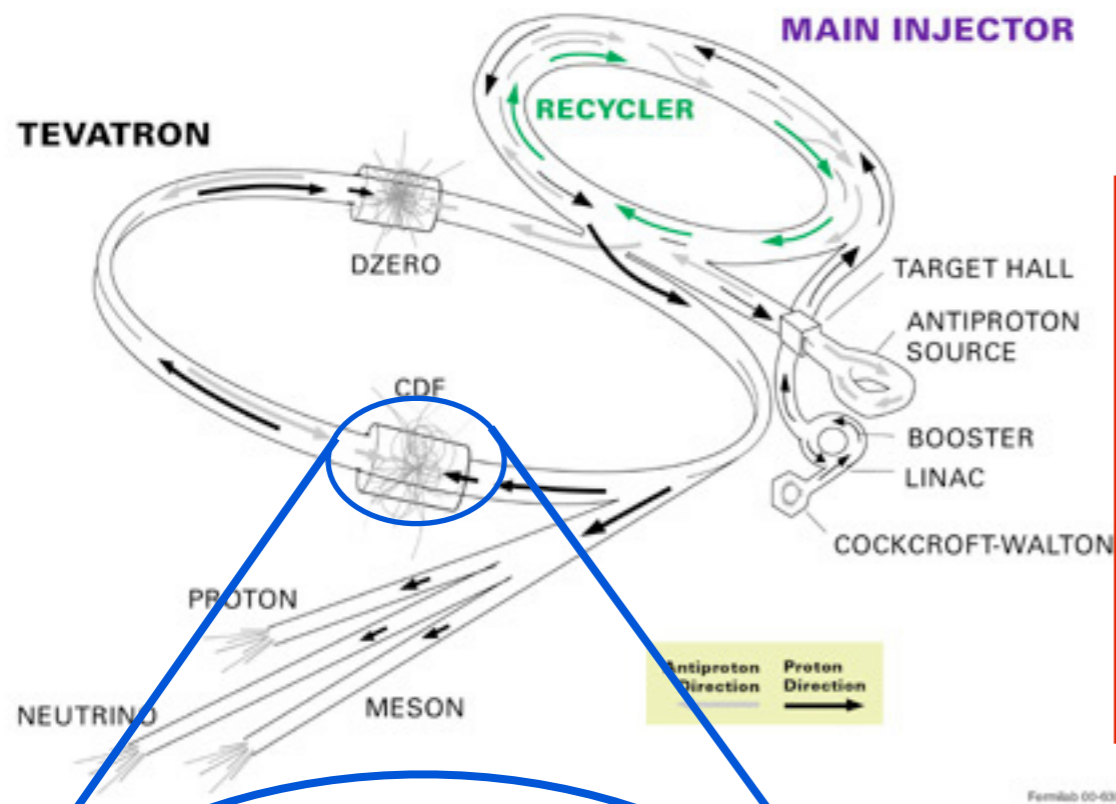 MAIN INJECTOR
RECYCLER
TEVATRON
DZERO
TARGET HALL
ANTIPROTON
SOURCE
CDF
BOOSTER
LINAC
COCKCROFT-WALTON
PROTON
Antiproton Proton
Direction Direction
NEUTRINO
MESON
Fermilab